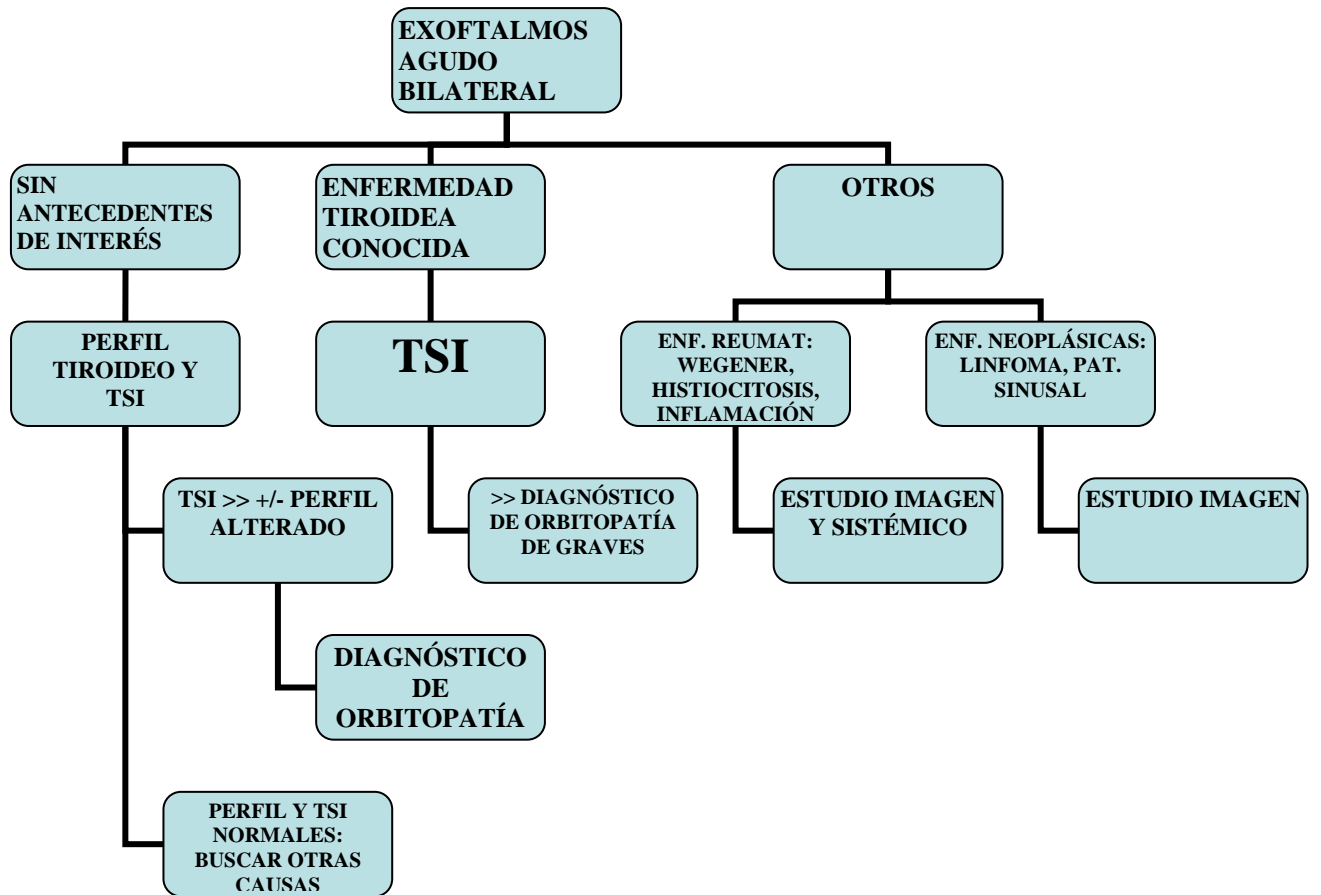 EXOFTALMOS
AGUDO
BILATERAL
SIN
ANTECEDENTES
DE INTERÉS
ENFERMEDAD
TIROIDEA
CONOCIDA
OTROS
PERFIL
TIROIDEO Y
TSI
TSI
ENF. REUMAT:
WEGENER,
HISTIOCITOSIS,
INFLAMACIÓN
ENF. NEOPLÁSICAS:
LINFOMA, PAT.
SINUSAL
TSI >> +/- PERFIL
ALTERADO
>> DIAGNÓSTICO
DE ORBITOPATÍA
DE GRAVES
ESTUDIO IMAGEN
Y SISTÉMICO
ESTUDIO IMAGEN
DIAGNÓSTICO
DE
ORBITOPATÍA
PERFIL Y TSI
NORMALES:
BUSCAR OTRAS
CAUSAS